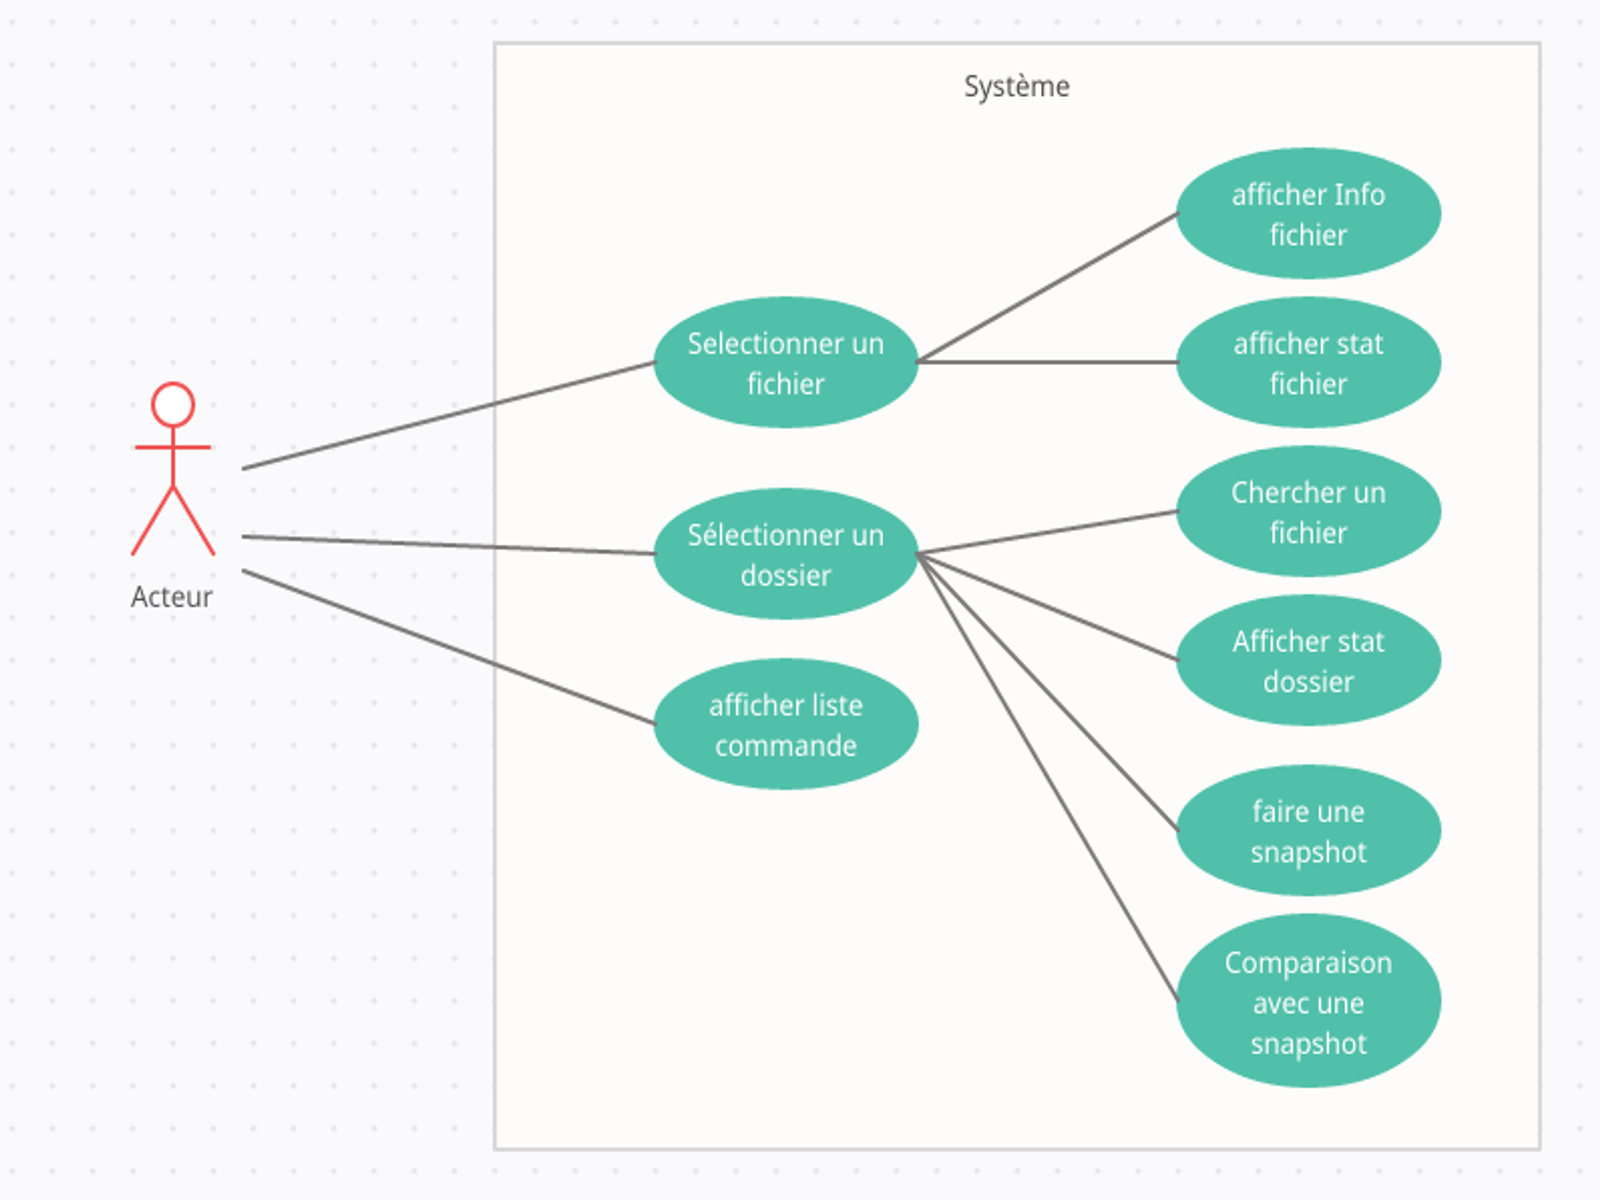 Système
Acteur
Selectionner un
fichier
Sélectionner un
dossier
afficher liste
commande
afficher Info
fichier
afficher stat
fichier
Chercher un
fichier
Afficher stat
dossier
faire une
snapshot
Comparaison
avec une
snapshot